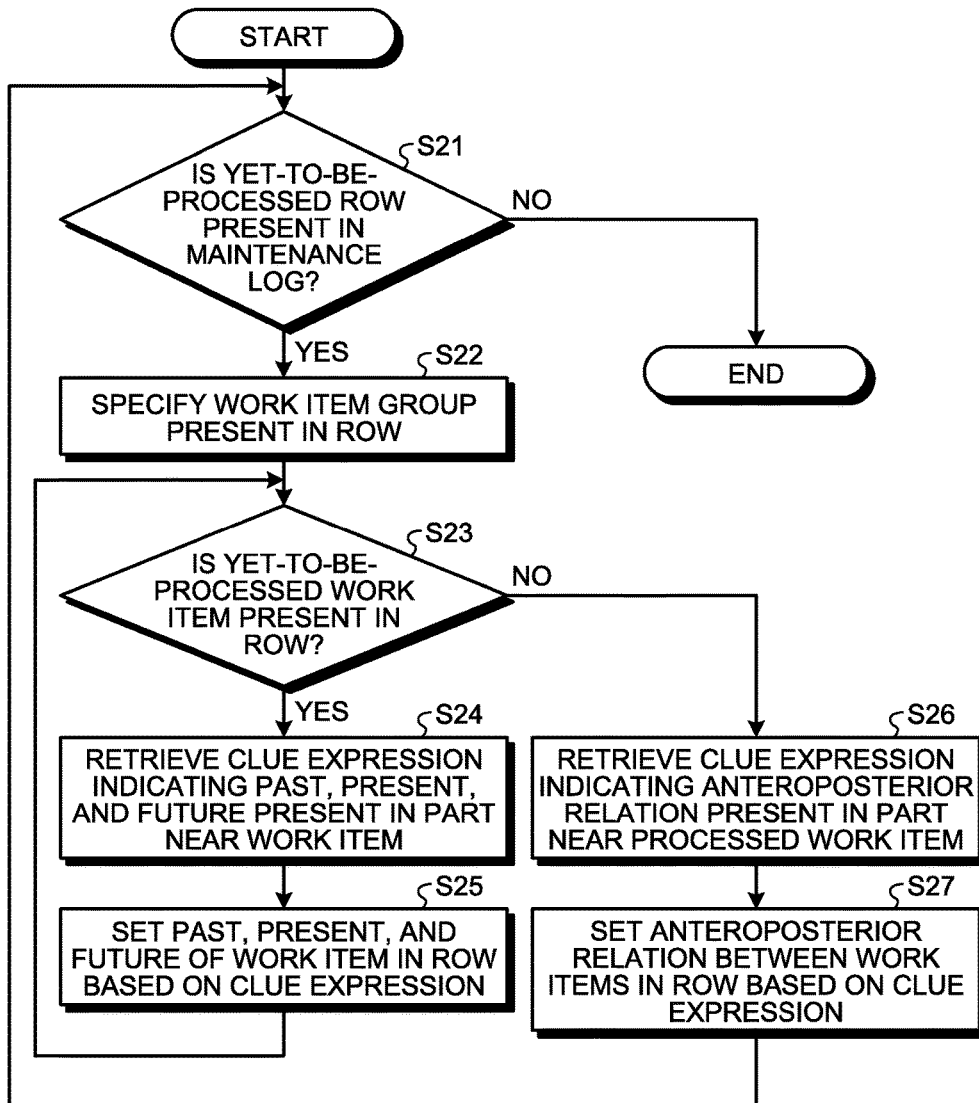 START
S21
IS YET-TO-BE-
PROCESSED ROW
PRESENT IN
MAINTENANCE
LOG?
NO
YES
END
S22
SPECIFY WORK ITEM GROUP
PRESENT IN ROW
S23
IS YET-TO-BE-
PROCESSED WORK
ITEM PRESENT IN
ROW?
NO
YES
S24
RETRIEVE CLUE EXPRESSION
INDICATING PAST, PRESENT,
AND FUTURE PRESENT IN PART
NEAR WORK ITEM
S26
RETRIEVE CLUE EXPRESSION
INDICATING ANTEROPOSTERIOR
RELATION PRESENT IN PART
NEAR PROCESSED WORK ITEM
S25
SET PAST, PRESENT, AND
FUTURE OF WORK ITEM IN ROW
BASED ON CLUE EXPRESSION
S27
SET ANTEROPOSTERIOR
RELATION BETWEEN WORK
ITEMS IN ROW BASED ON CLUE
EXPRESSION